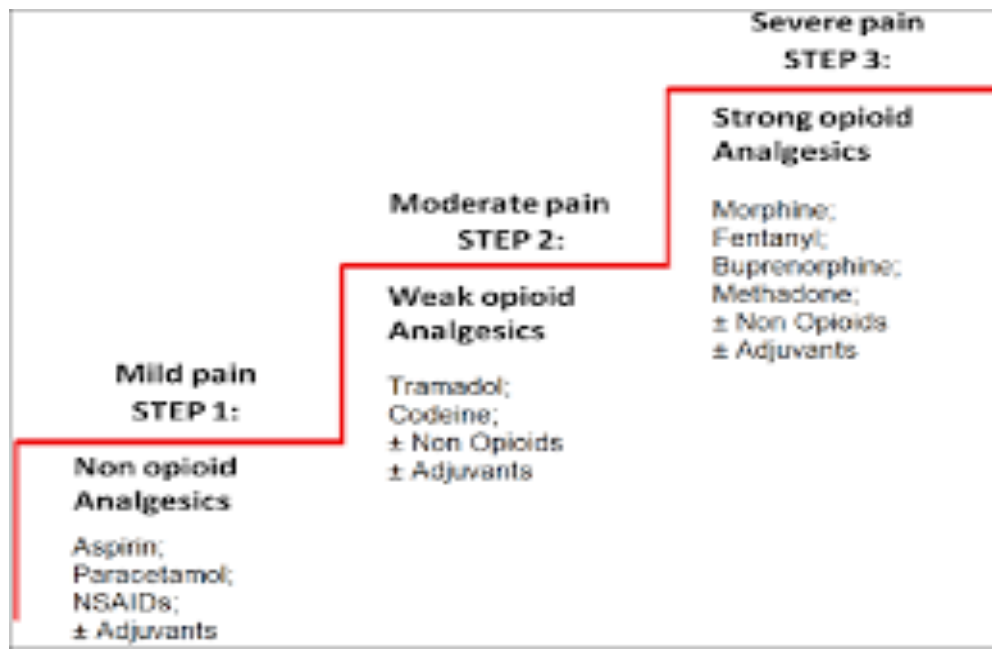 Severe pain
STEP 3:
Strong opioid
Analgesics
Morphine;
Fentanyl;
Buprenorphine;
Methadone;
± Non Opioids
± Adjuvants
Moderate pain
STEP 2:
Weak opioid
Analgesics
Tramadol;
Codeine;
± Non Opioids
± Adjuvants
Mild pain
STEP 1:
Non opioid
Analgesics
Aspirin;
Paracetamol;
NSAIDs;
± Adjuvants